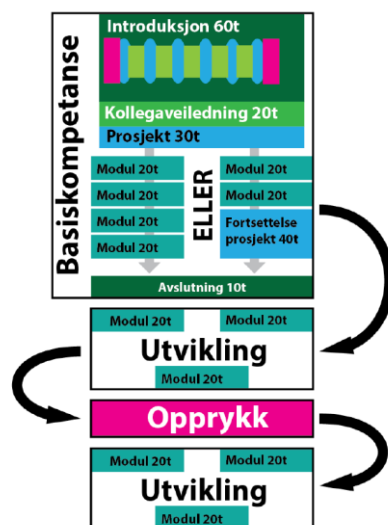 Basiskompetanse
Introduksjon 60t
Kollegaveiledning 20t
Prosjekt 30t
Modul 20t
Modul 20t
Modul 20t
Modul 20t
ELLER
Modul 20t
Modul 20t
Fortsettelse
prosjekt 40t
Avslutning 10t
Modul 20t
Modul 20t
Utvikling
Modul 20t
Opprykk
Modul 20t
Modul 20t
Utvikling
Modul 20t